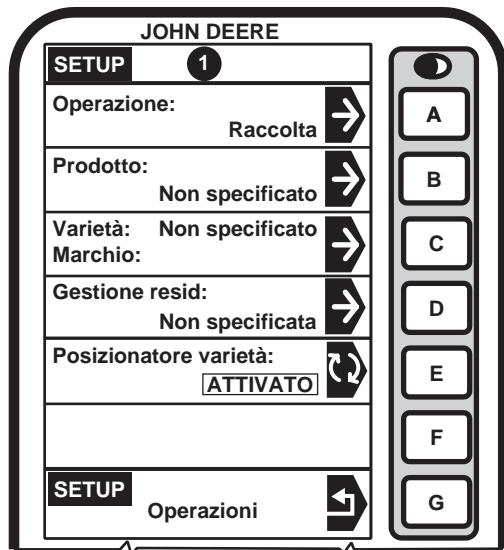 JOHN DEERE
SETUP 1
Operazione:
Raccolta
A
Prodotto:
Non specificato
B
Varietà: Non specificato
Marchio:
C
Gestione resid:
Non specificata
D
Posizionatore varietà:
ATTIVATO
E
F
SETUP
Operazioni
G